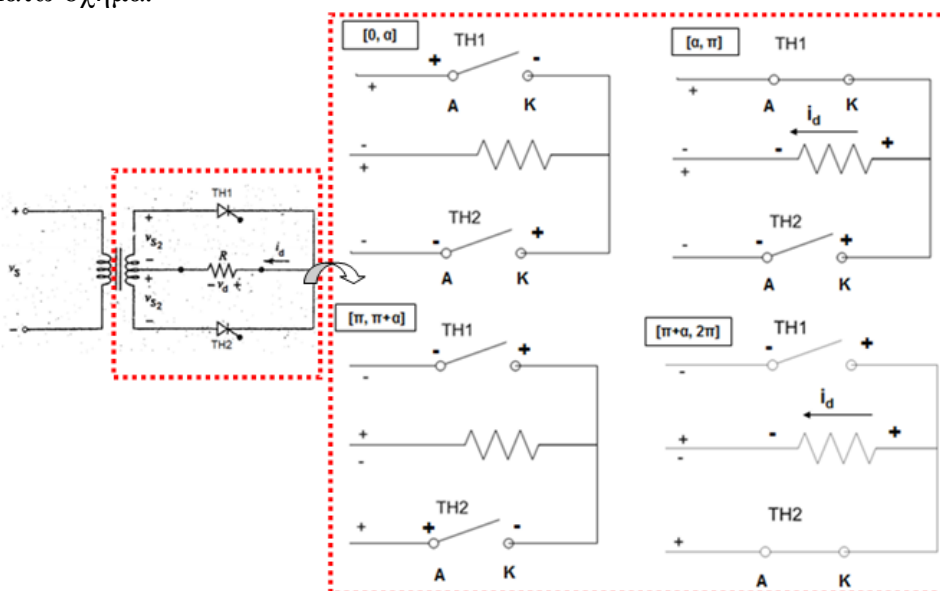 [0, α]
TH1
+ -
+
A K
-
+
TH2
- - +
A K
[α, π]
TH1
+
A K
i_d
- - +
+
TH2
- - +
A K
TH1
+ +
v_S2
R i_d
-
+ - v_d +
v_S
v_S2
- -
TH2
[π, π+α]
TH1
- +
-
+
-
TH2
+ + -
A K
[π+α, 2π]
TH1
- +
-
i_d
+ - +
-
TH2
+
A K